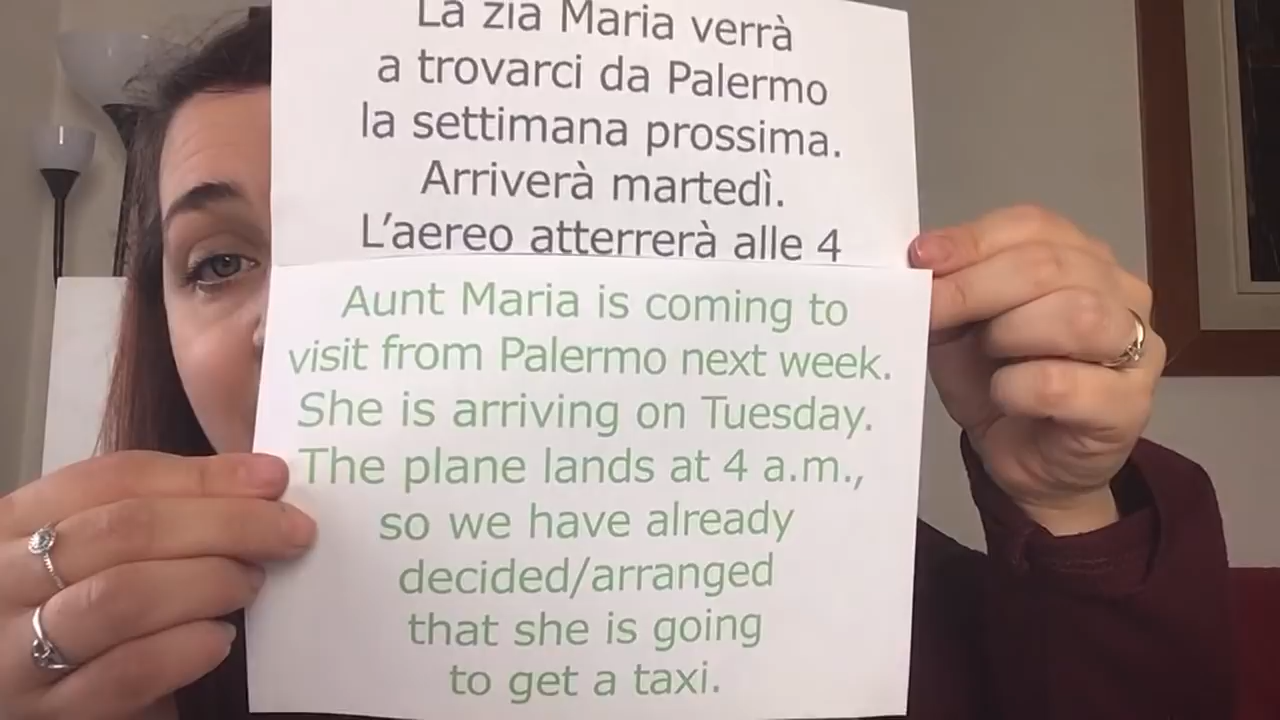 La zia Maria verrà
a trovarci da Palermo
la settimana prossima.
Arriverà martedì.
L'aereo atterrerà alle 4
Aunt Maria is coming to
visit from Palermo next week.
She is arriving on Tuesday.
The plane lands at 4 a.m.,
so we have already
decided/arranged
that she is going
to get a taxi.